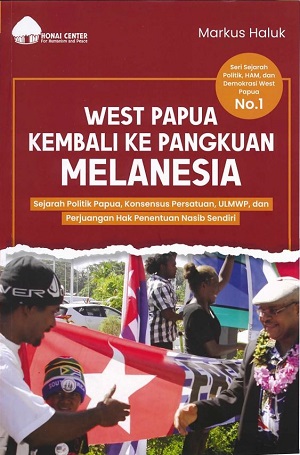 HONAI CENTER
For Humanism and Peace
Markus Haluk
Seri Sejarah
Politik, HAM, dan
Demokrasi West
Papua
No.1
WEST PAPUA
KEMBALI KE PANGKUAN
MELANESIA
Sejarah Politik Papua, Konsensus Persatuan, ULMWP, dan
Perjuangan Hak Penentuan Nasib Sendiri